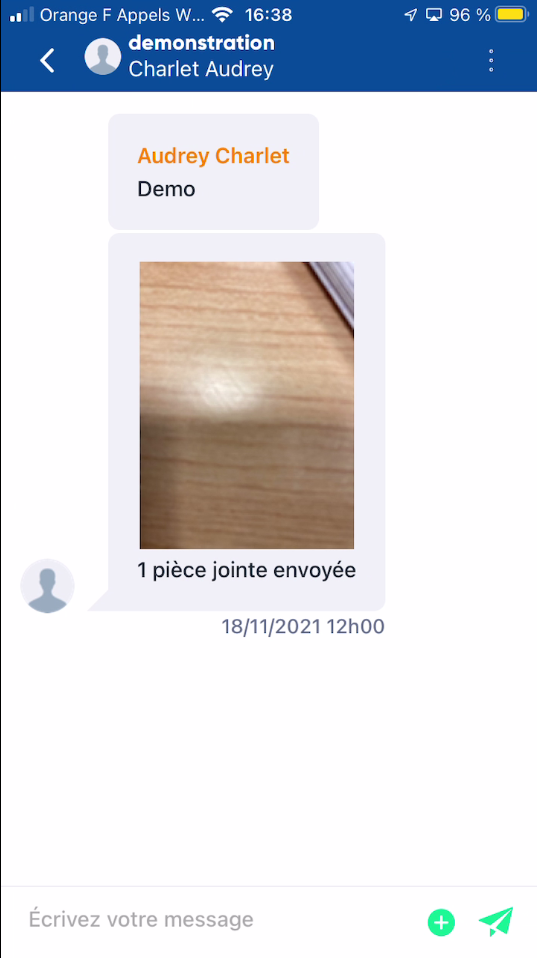 Orange F Appels W... 16:38 96 %
demonstration
Charlet Audrey
Audrey Charlet
Demo
1 pièce jointe envoyée
18/11/2021 12h00
Écrivez votre message